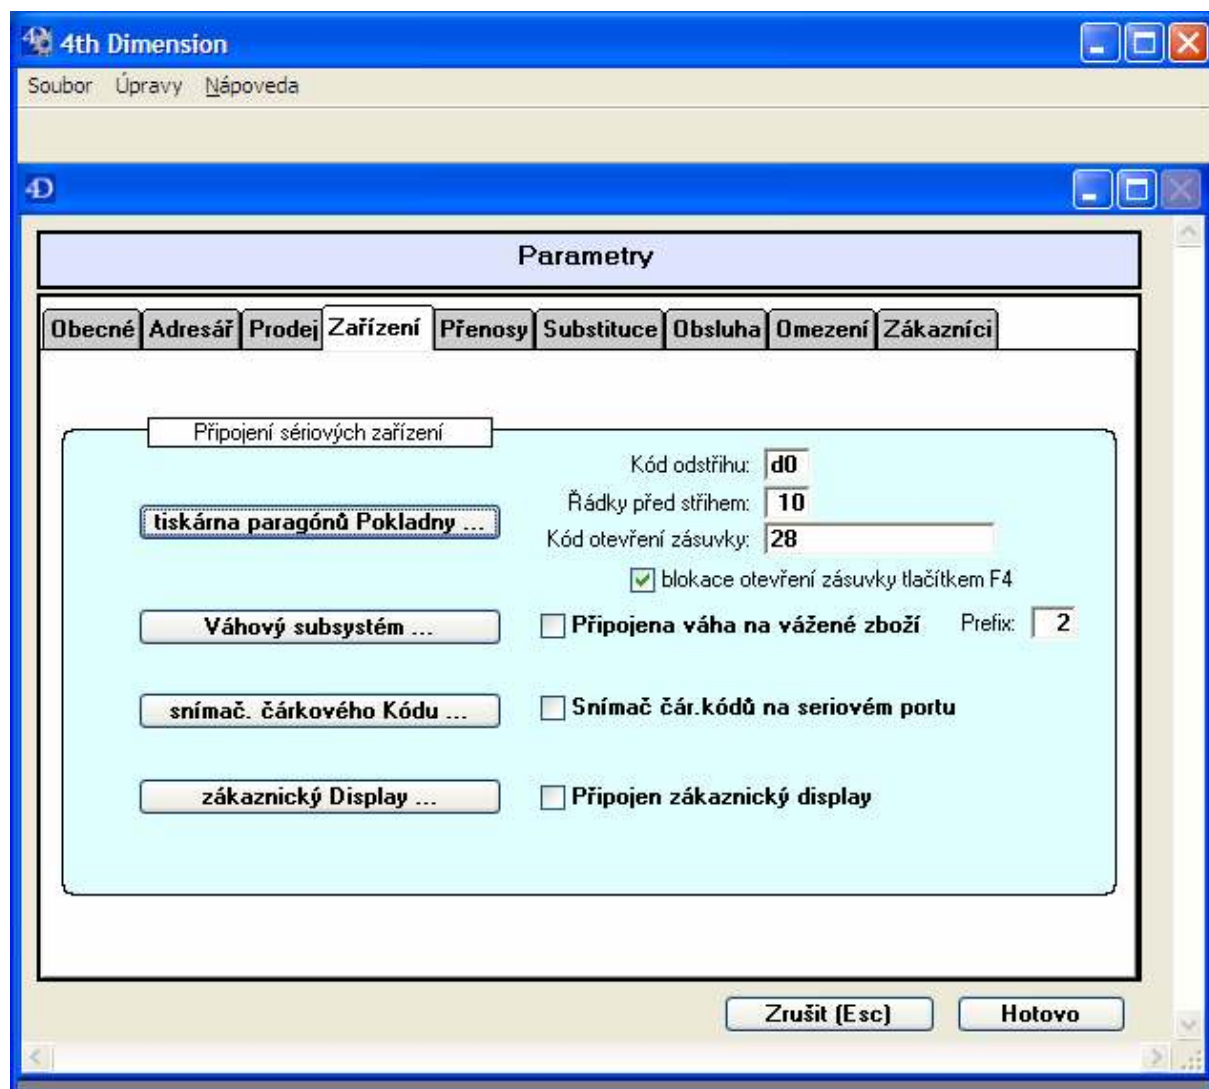 4th Dimension
Soubor Úpravy Nápoveda
4D
Parametry
Obecné Adresář Prodej Zařízení Přenosy Substituce Obsluha Omezení Zákazníci
Připojení sériových zařízení
Kód odstřihu: d0
Řádky před střihem: 10
tiskárna paragónů Pokladny ...
Kód otevření zásuvky: 28
blokace otevření zásuvky tlačítkem F4
Váhový subsystém ... Připojena váha na vážené zboží Prefix: 2
snímač. čárkového Kódu ... Snímač čár.kódů na seriovém portu
zákaznický Display ... Připojen zákaznický display
Zrušit (Esc) Hotovo